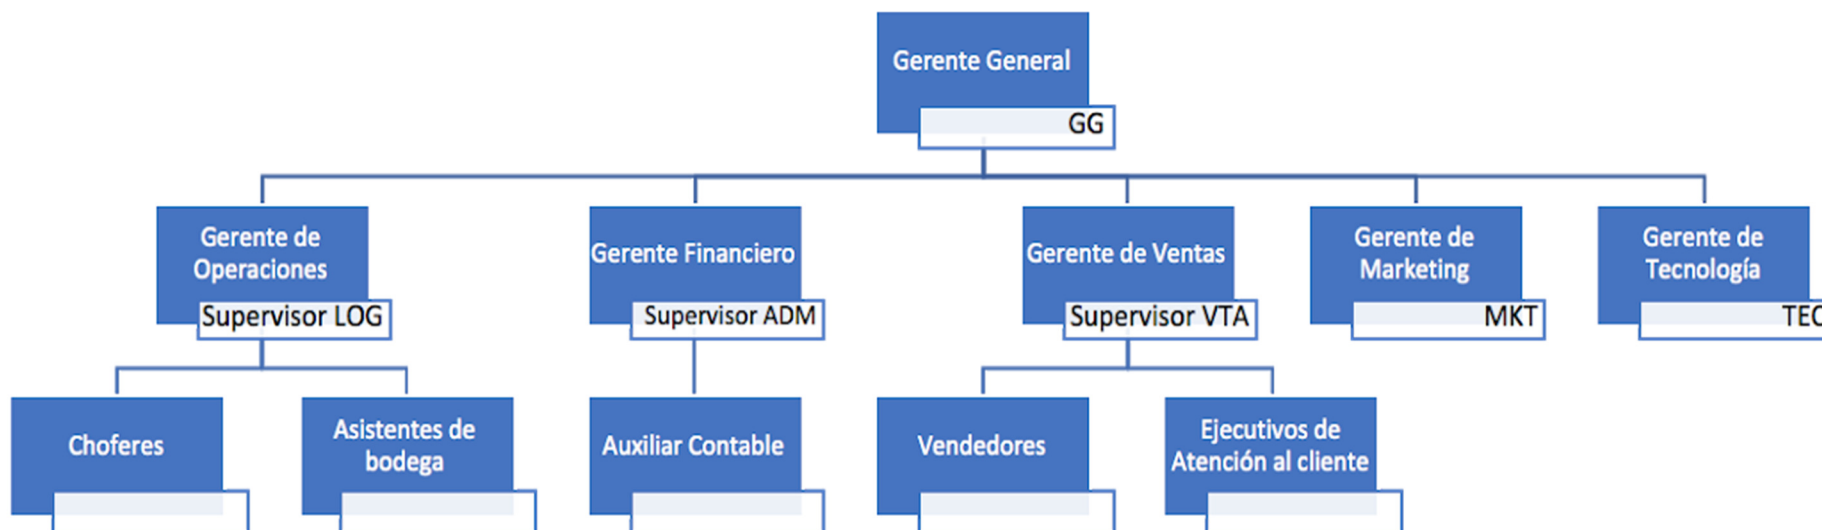 Gerente General
GG
Gerente de
Operaciones
Supervisor LOG
Gerente Financiero
Supervisor ADM
Gerente de Ventas
Supervisor VTA
Gerente de
Marketing
MKT
Gerente de
Tecnología
TEC
Choferes
Asistentes de
bodega
Auxiliar Contable
Vendedores
Ejecutivos de
Atención al cliente